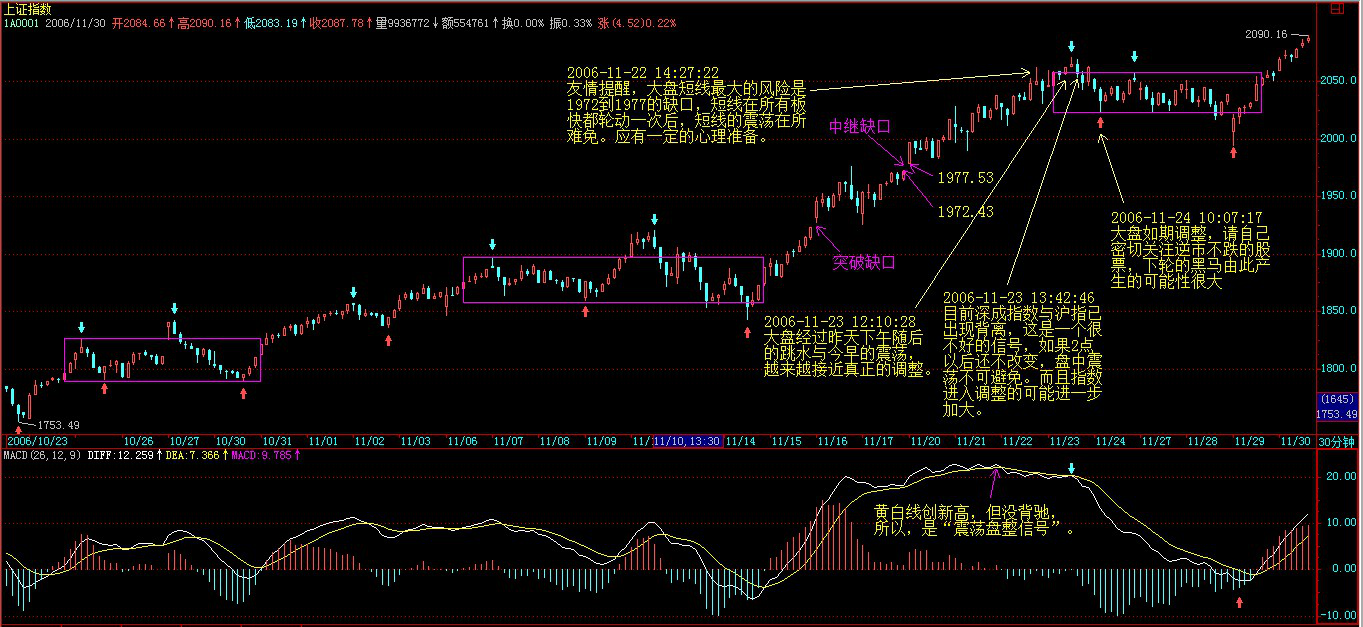 上证指数
1A0001 2006/11/30 开2084.66↑高2090.16↑低2083.19↑收2087.78↑量9936772↓额554761↑换0.00% 振0.33% 涨(4.52)0.22%
2090.16
2006-11-22 14:27:22
友情提醒，大盘短线最大的风险是
1972到1977的缺口，短线在所有板
快都轮动一次后，短线的震荡在所
难免。应有一定的心理准备。
中继缺口
1977.53
1972.43
突破缺口
2006-11-24 10:07:17
大盘如期调整，请自己
密切关注逆市不跌的股
票，下轮的黑马由此产
生的可能性很大
2006-11-23 13:42:46
目前深成指数与沪指已
出现背离，这是一个很
不好的信号，如果2点
以后还不改变，盘中震
荡不可避免。而且指数
进入调整的可能进一步
加大。
2006-11-23 12:10:28
大盘经过昨天下午随后
的跳水与今早的震荡，
越来越接近真正的调整。
1753.49
2050.0
2000.0
1950.0
1900.0
1850.0
1800.0
(1645)
1753.49
2006/10/23 10/26 10/27 10/30 10/31 11/01 11/02 11/03 11/06 11/07 11/08 11/09 11/10,13:30 11/14 11/15 11/16 11/17 11/20 11/21 11/22 11/23 11/24 11/27 11/28 11/29 11/30 30分钟
MACD(26,12,9) DIFF:12.259↑DEA:7.366↑MACD:9.785↑
黄白线创新高，但没背驰，
所以，是“震荡盘整信号”。
20.00
10.00
0.00
-10.00